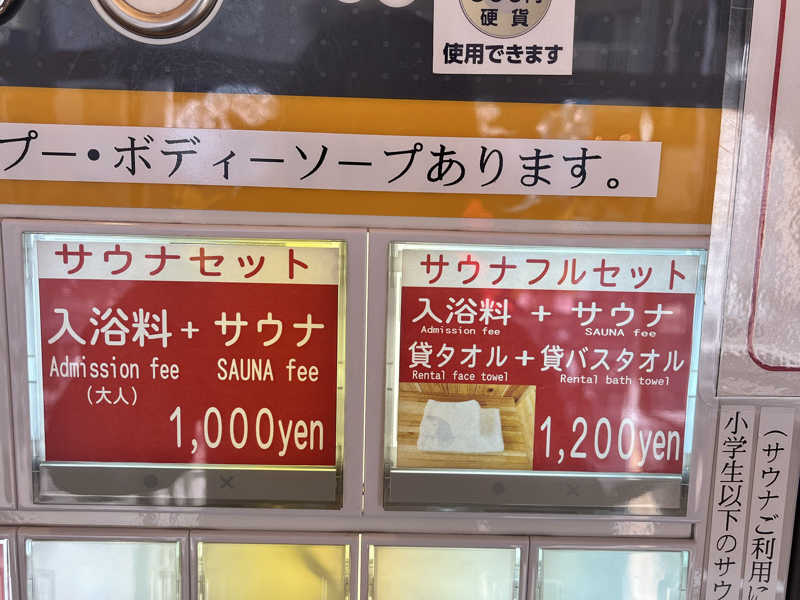 硬貨
使用できます
プー・ボディーソープあります。
サウナセット
入浴料+サウナ
Admission fee SAUNA fee
(大人)
1,000yen
サウナフルセット
入浴料 + サウナ
Admission fee SAUNA fee
貸タオル+貸バスタオル
Rental face towel Rental bath towel
1,200yen
(サウナご利用に
小学生以下のサウ